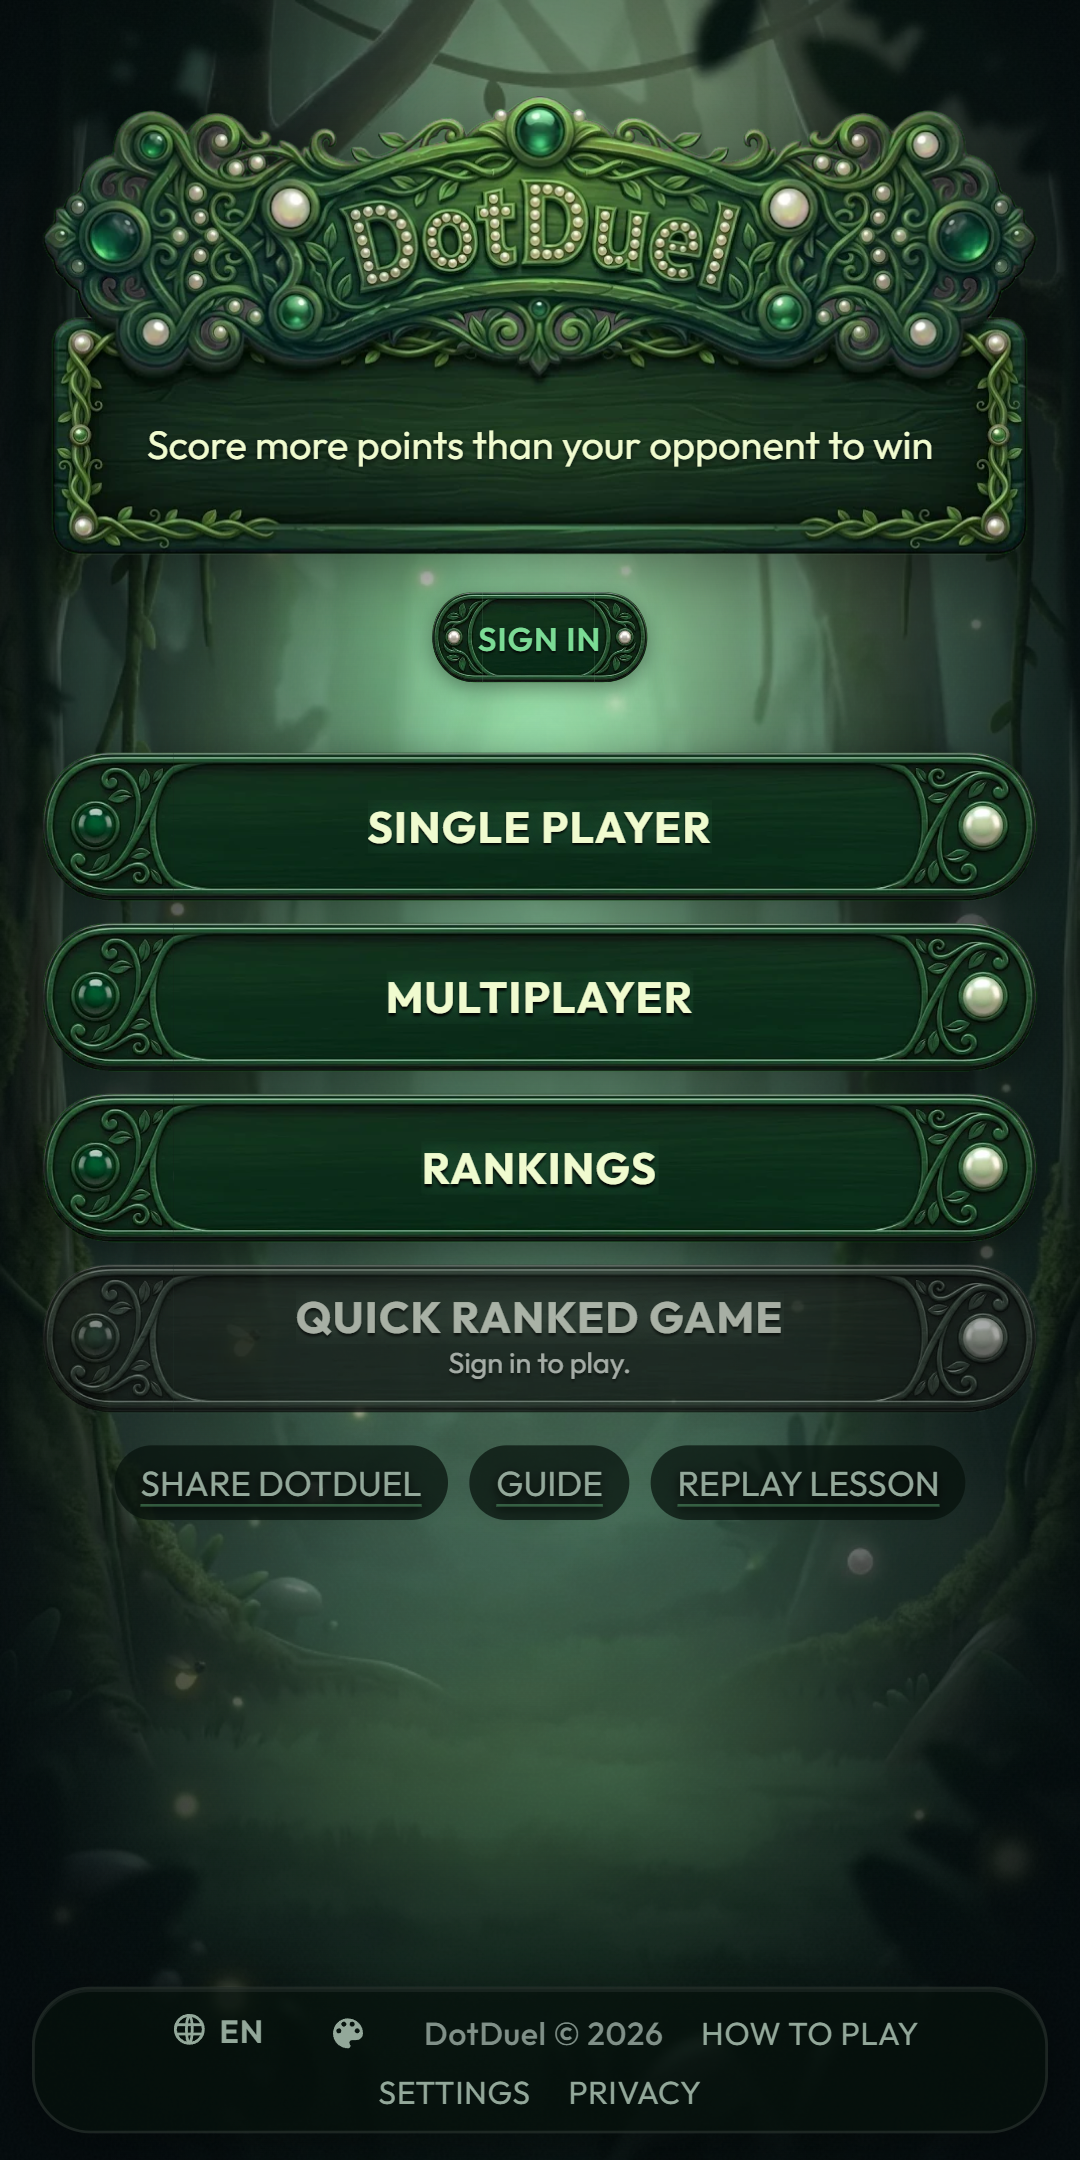 DotDuel
Score more points than your opponent to win
SIGN IN
SINGLE PLAYER
MULTIPLAYER
RANKINGS
QUICK RANKED GAME
Sign in to play.
SHARE DOTDUEL GUIDE REPLAY LESSON
EN DotDuel © 2026 HOW TO PLAY
SETTINGS PRIVACY